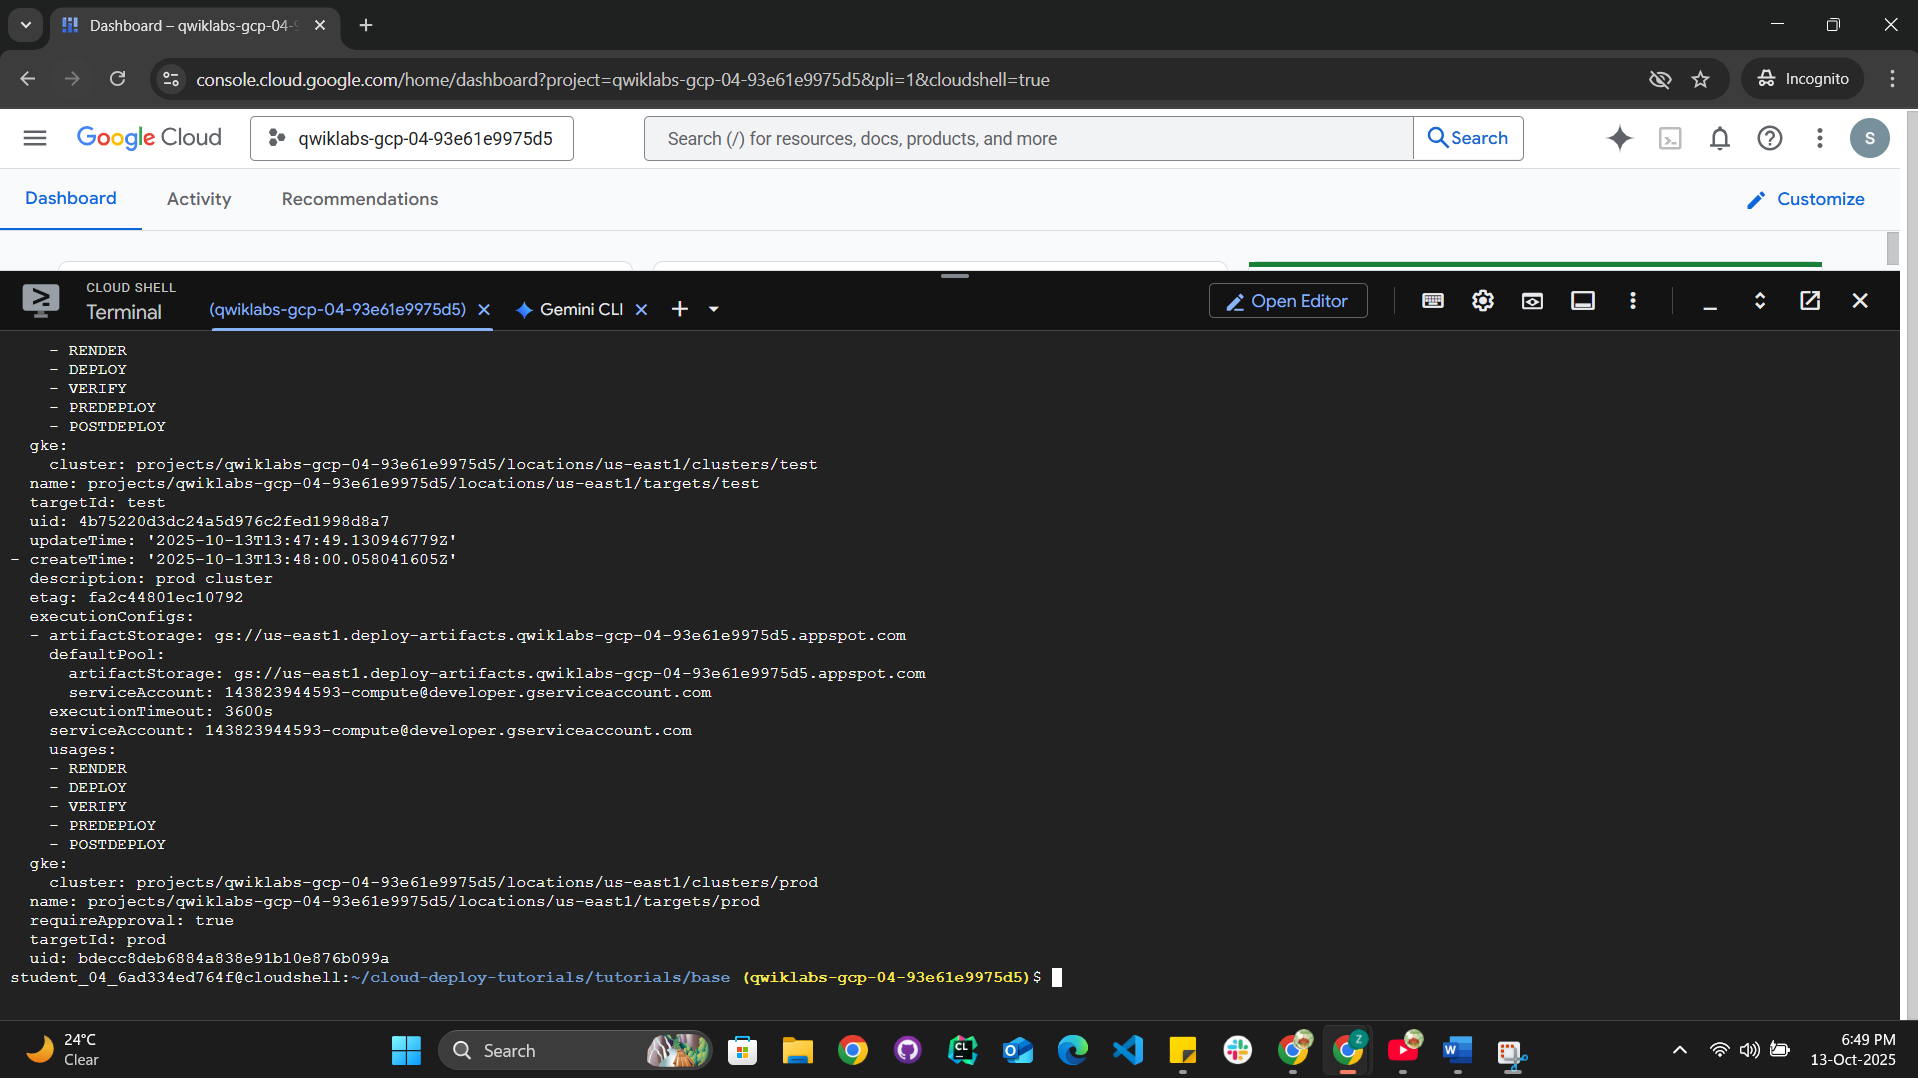 Dashboard – qwiklabs-gcp-04-9
console.cloud.google.com/home/dashboard?project=qwiklabs-gcp-04-93e61e9975d5&pli=1&cloudshell=true
Incognito
Google Cloud
qwiklabs-gcp-04-93e61e9975d5
Search (/) for resources, docs, products, and more
Search
S
Dashboard
Activity
Recommendations
Customize
CLOUD SHELL
Terminal
(qwiklabs-gcp-04-93e61e9975d5)
Gemini CLI
Open Editor
- RENDER
- DEPLOY
- VERIFY
- PREDEPLOY
- POSTDEPLOY
gke:
cluster: projects/qwiklabs-gcp-04-93e61e9975d5/locations/us-east1/clusters/test
name: projects/qwiklabs-gcp-04-93e61e9975d5/locations/us-east1/targets/test
targetId: test
uid: 4b75220d3dc24a5d976c2fed1998d8a7
updateTime: '2025-10-13T13:47:49.130946779Z'
- createTime: '2025-10-13T13:48:00.058041605Z'
description: prod cluster
etag: fa2c44801ec10792
executionConfigs:
- artifactStorage: gs://us-east1.deploy-artifacts.qwiklabs-gcp-04-93e61e9975d5.appspot.com
defaultPool:
artifactStorage: gs://us-east1.deploy-artifacts.qwiklabs-gcp-04-93e61e9975d5.appspot.com
serviceAccount: 143823944593-compute@developer.gserviceaccount.com
executionTimeout: 3600s
serviceAccount: 143823944593-compute@developer.gserviceaccount.com
usages:
- RENDER
- DEPLOY
- VERIFY
- PREDEPLOY
- POSTDEPLOY
gke:
cluster: projects/qwiklabs-gcp-04-93e61e9975d5/locations/us-east1/clusters/prod
name: projects/qwiklabs-gcp-04-93e61e9975d5/locations/us-east1/targets/prod
requireApproval: true
targetId: prod
uid: bdecc8deb6884a838e91b10e876b099a
student_04_6ad334ed764f@cloudshell:~/cloud-deploy-tutorials/tutorials/base (qwiklabs-gcp-04-93e61e9975d5)$
24°C
Clear
Search
6:49 PM
13-Oct-2025